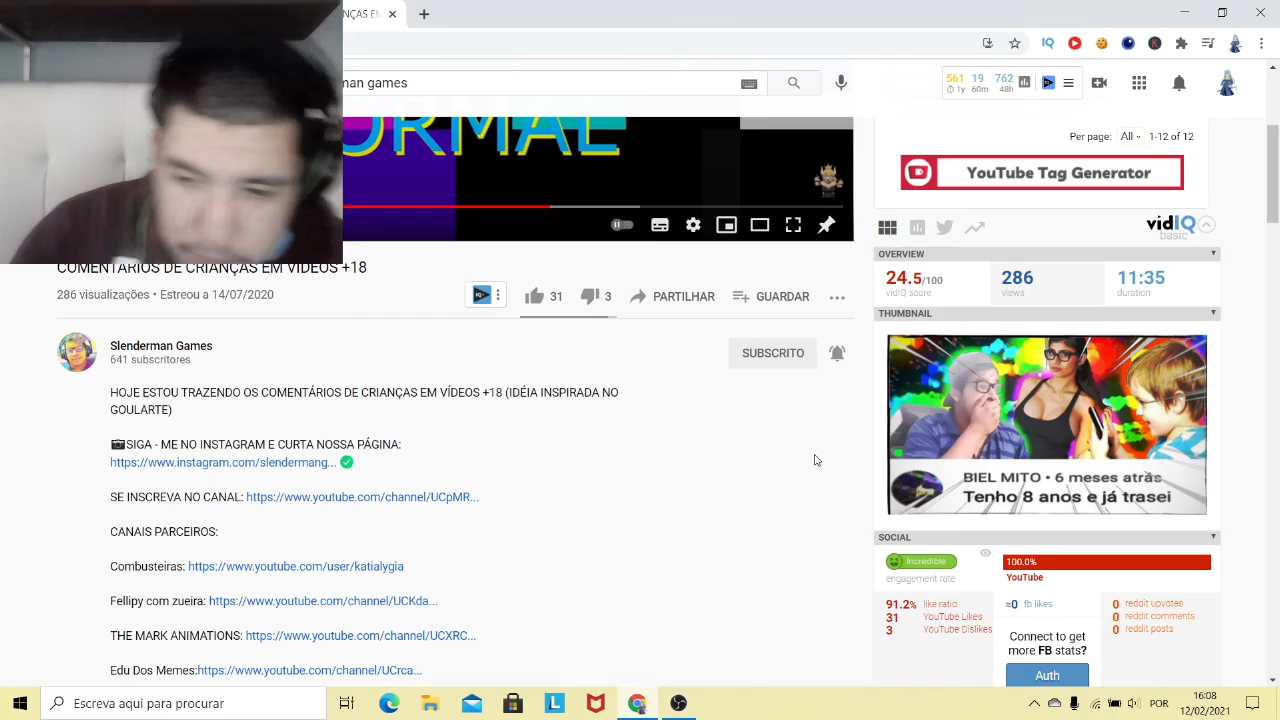 ÇAS EM
man games
561 19 762
1y 60m 48h
ORMAL
Per page: All 1-12 of 12
YouTube Tag Generator
vidIQ
basic
OVERVIEW
24.5/100 286 11:35
vidIQ score views duration
THUMBNAIL
COMENTÁRIOS DE CRIANÇAS EM VÍDEOS +18
286 visualizações • Estreou a 14/07/2020
31 3 PARTILHAR GUARDAR
Slenderman Games
641 subscritores
SUBSCRITO
HOJE ESTOU TRAZENDO OS COMENTÁRIOS DE CRIANÇAS EM VÍDEOS +18 (IDÉIA INSPIRADA NO
GOULARTE)
SIGA - ME NO INSTAGRAM E CURTA NOSSA PÁGINA:
https://www.instagram.com/slendermang...
SE INSCREVA NO CANAL: https://www.youtube.com/channel/UCpMR...
CANAIS PARCEIROS:
Combusteiras: https://www.youtube.com/user/katialygia
Fellipy com zueira: https://www.youtube.com/channel/UCKda...
THE MARK ANIMATIONS: https://www.youtube.com/channel/UCXRC...
Edu Dos Memes:https://www.youtube.com/channel/UCrca...
BIEL MITO • 6 meses atrás
Tenho 8 anos e já trasei
SOCIAL
Incredible
engagement rate
100.0%
YouTube
91.2% like ratio
31 YouTube Likes
3 YouTube Dislikes
≈0 fb likes
Connect to get
more FB stats?
Auth
0 reddit upvotes
0 reddit comments
0 reddit posts
Escreva aqui para procurar
POR
16:08
12/02/2021